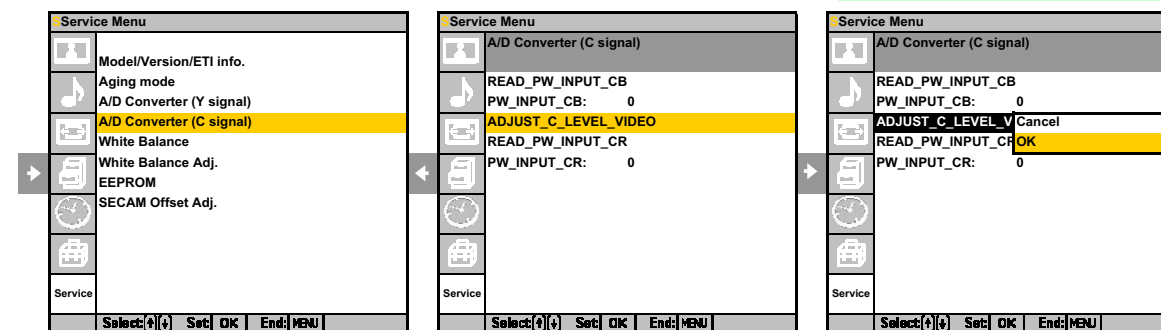 Service Menu
Model/Version/ETI info.
Aging mode
A/D Converter (Y signal)
A/D Converter (C signal)
White Balance
White Balance Adj.
EEPROM
SECAM Offset Adj.
Service
Select: Set OK End: MENU
Service Menu
A/D Converter (C signal)
READ_PW_INPUT_CB
PW_INPUT_CB: 0
ADJUST_C_LEVEL_VIDEO
READ_PW_INPUT_CR
PW_INPUT_CR: 0
Service
Select: Set OK End: MENU
Service Menu
A/D Converter (C signal)
READ_PW_INPUT_CB
PW_INPUT_CB: 0
ADJUST_C_LEVEL_V Cancel
READ_PW_INPUT_CR OK
PW_INPUT_CR: 0
Service
Select: Set OK End: MENU